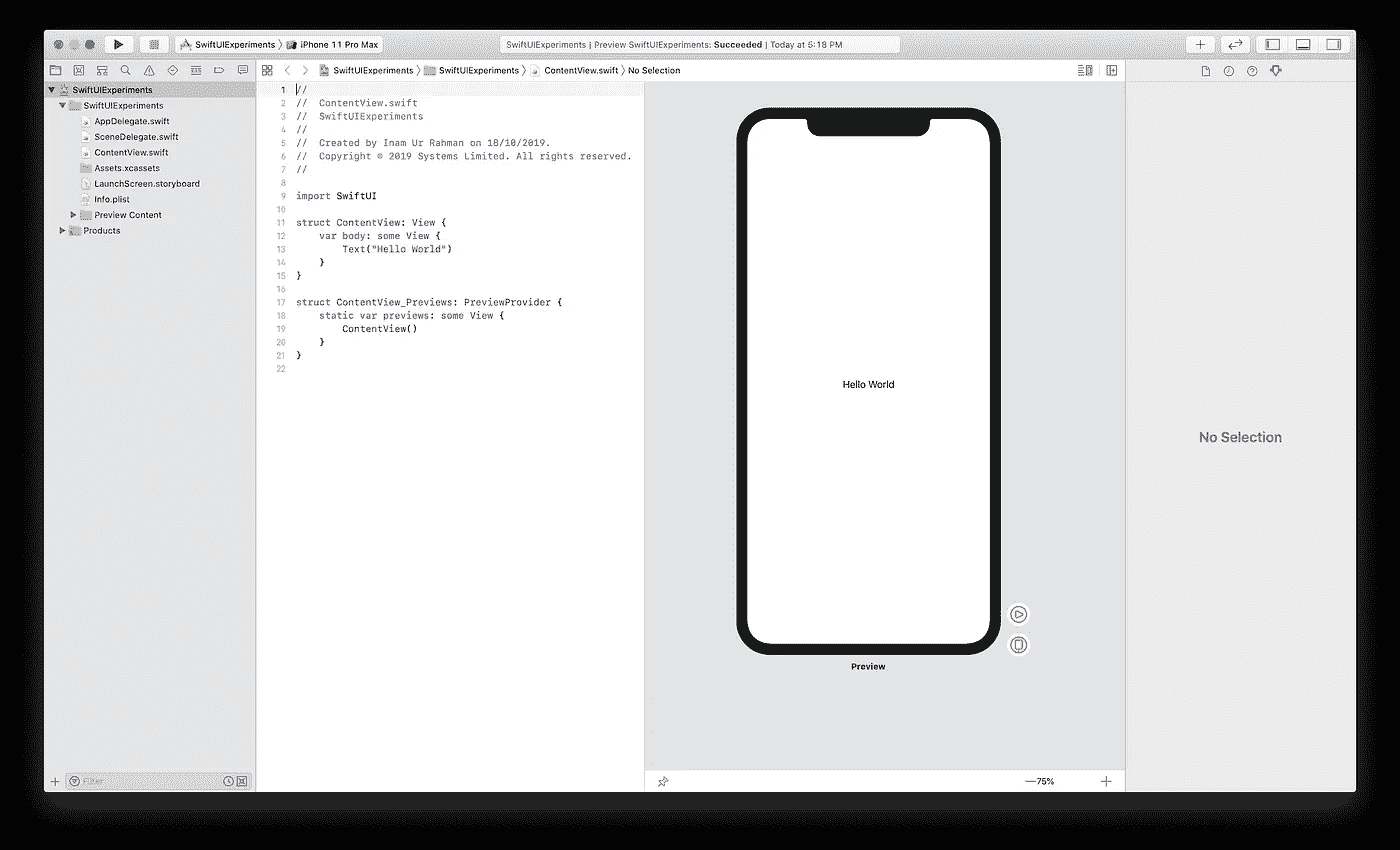 SwiftUIExperiments 〉 iPhone 11 Pro Max
SwiftUIExperiments | Preview SwiftUIExperiments: Succeeded | Today at 5:18 PM
SwiftUIExperiments 〉 SwiftUIExperiments 〉 ContentView.swift 〉 No Selection
SwiftUIExperiments
SwiftUIExperiments
AppDelegate.swift
SceneDelegate.swift
ContentView.swift
Assets.xcassets
LaunchScreen.storyboard
Info.plist
Preview Content
Products
Filter
1 //
2 //  ContentView.swift
3 //  SwiftUIExperiments
4 //
5 //  Created by Inam Ur Rahman on 18/10/2019.
6 //  Copyright © 2019 Systems Limited. All rights reserved.
7 //
8
9 import SwiftUI
10
11 struct ContentView: View {
12     var body: some View {
13         Text("Hello World")
14     }
15 }
16
17 struct ContentView_Previews: PreviewProvider {
18     static var previews: some View {
19         ContentView()
20     }
21 }
22
Hello World
Preview
75%
No Selection